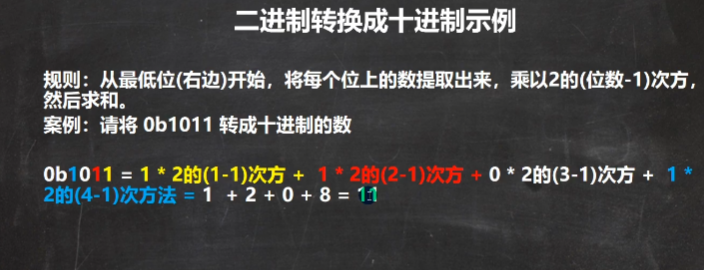 二进制转换成十进制示例
规则：从最低位(右边)开始，将每个位上的数提取出来，乘以2的(位数-1)次方，
然后求和。
案例：请将 0b1011 转成十进制的数
0b1011 = 1 * 2的(1-1)次方 + 1 * 2的(2-1)次方 + 0 * 2的(3-1)次方 + 1 *
2的(4-1)次方法 = 1 + 2 + 0 + 8 = 11